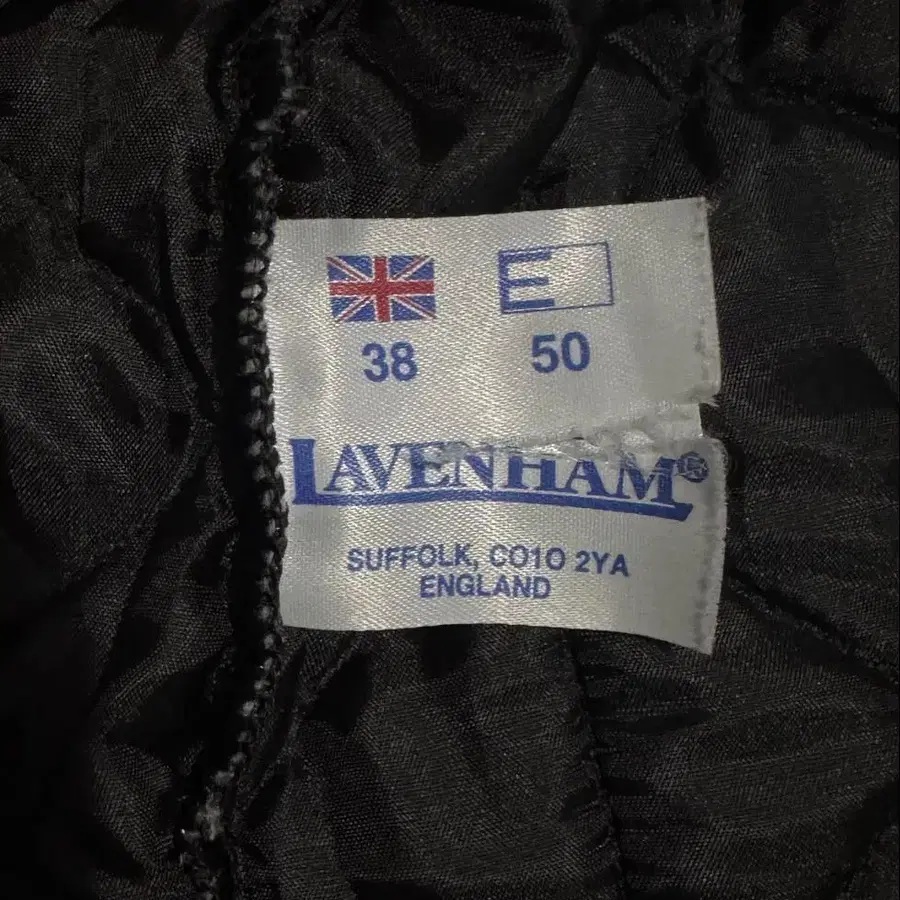 E
38 50
LAVENHAM®
SUFFOLK, CO10 2YA
ENGLAND